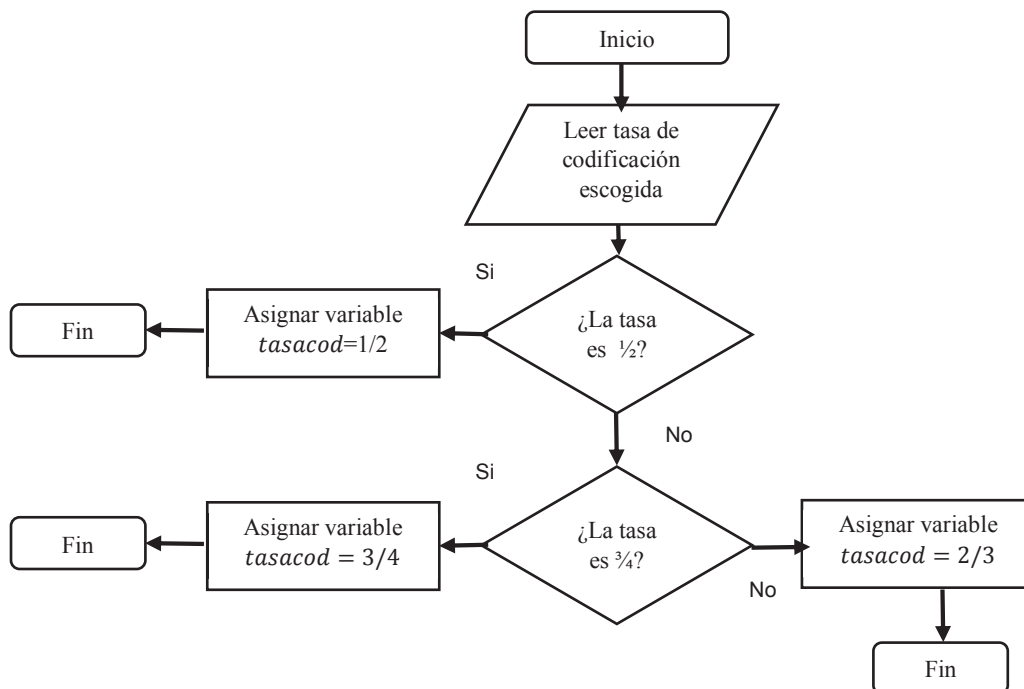 Inicio
Leer tasa de
codificación
escogida
Si
¿La tasa
es ½?
Asignar variable
tasacod=1/2
Fin
No
Si
¿La tasa
es ¾?
Asignar variable
tasacod = 3/4
Fin
No
Asignar variable
tasacod = 2/3
Fin